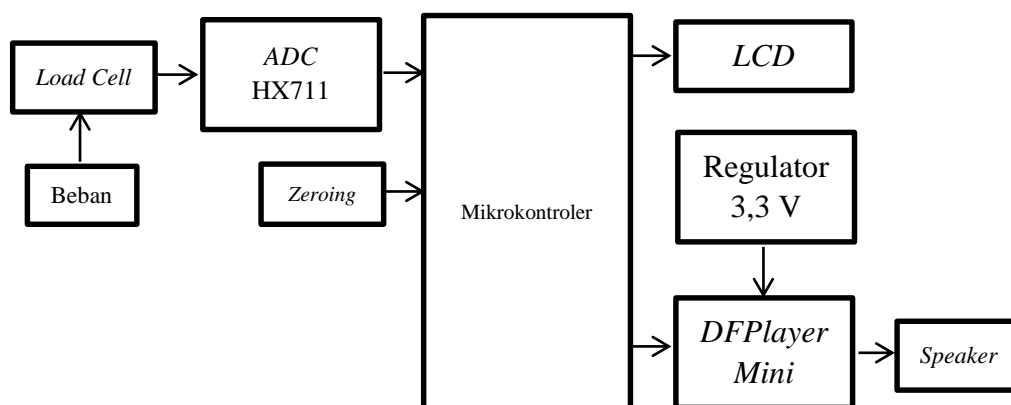 Load Cell
ADC
HX711
LCD
Beban
Zeroing
Mikrokontroler
Regulator
3,3 V
DFPlayer
Mini
Speaker